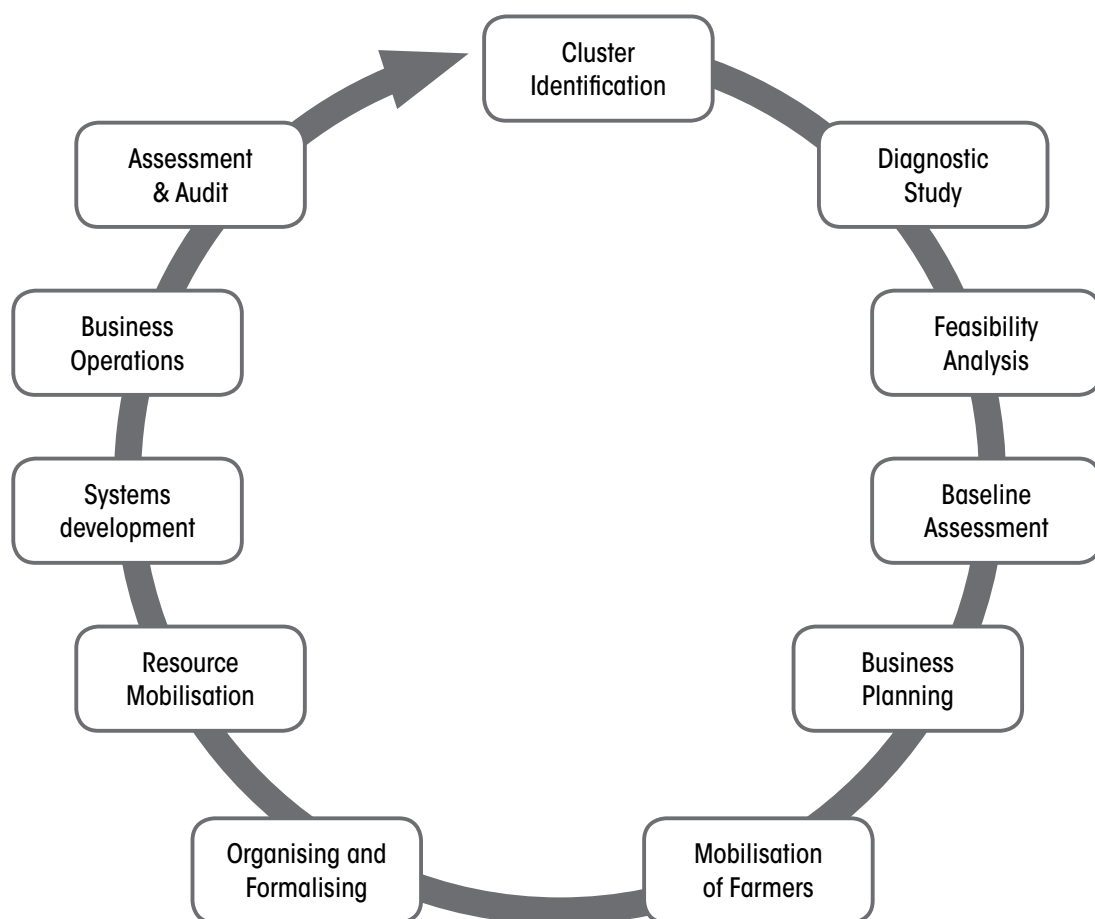 Cluster
Identification
Diagnostic
Study
Feasibility
Analysis
Baseline
Assessment
Business
Planning
Mobilisation
of Farmers
Organising and
Formalising
Resource
Mobilisation
Systems
development
Business
Operations
Assessment
& Audit